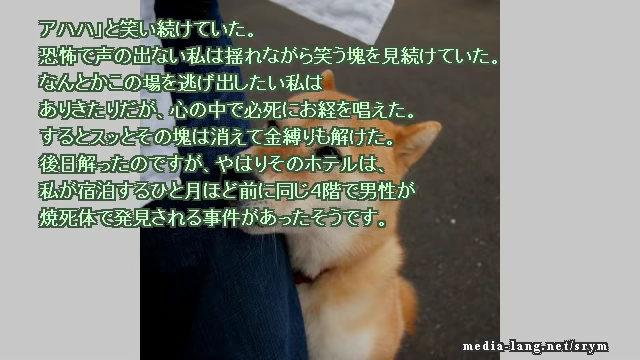 アハハ」と笑い続けていた。
恐怖で声の出ない私は揺れながら笑う塊を見続けていた。
なんとかこの場を逃げ出したい私は
ありきたりだが、心の中で必死にお経を唱えた。
するとスッとその塊は消えて金縛りも解けた。
後日解ったのですが、やはりそのホテルは、
私が宿泊するひと月ほど前に同じ4階で男性が
焼死体で発見される事件があったそうです。
media-lang.net/srym